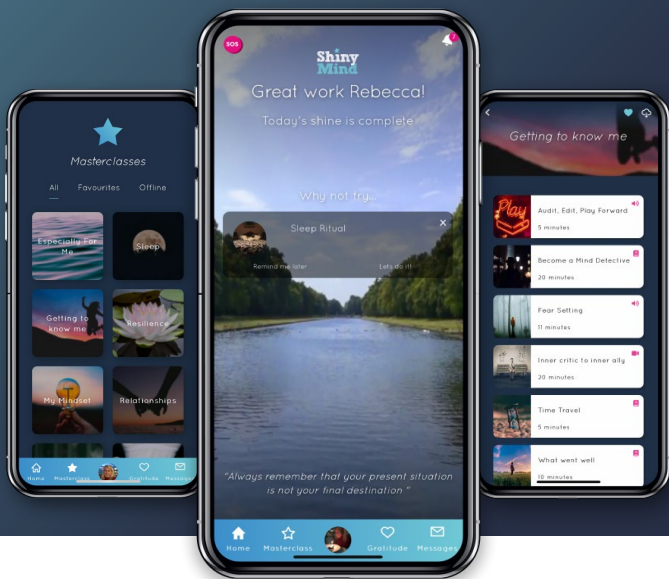 Masterclasses
All Favourites Offline
Especially For
Me
Sleep
Getting to
know me
Resilience
My Mindset
Relationships
Home Masterclass Gratitude Messages
SOS
7
Shiny
Mind
Great work Rebecca!
Today's shine is complete
Why not try...
Sleep Ritual
X
Remind me later Lets do it!
"Always remember that your present situation
is not your final destination "
Home Masterclass Gratitude Messages
Getting to know me
Play
Audit, Edit, Play Forward
5 minutes
Become a Mind Detective
20 minutes
Fear Setting
11 minutes
Inner critic to inner ally
20 minutes
Time Travel
5 minutes
What went well
10 minutes